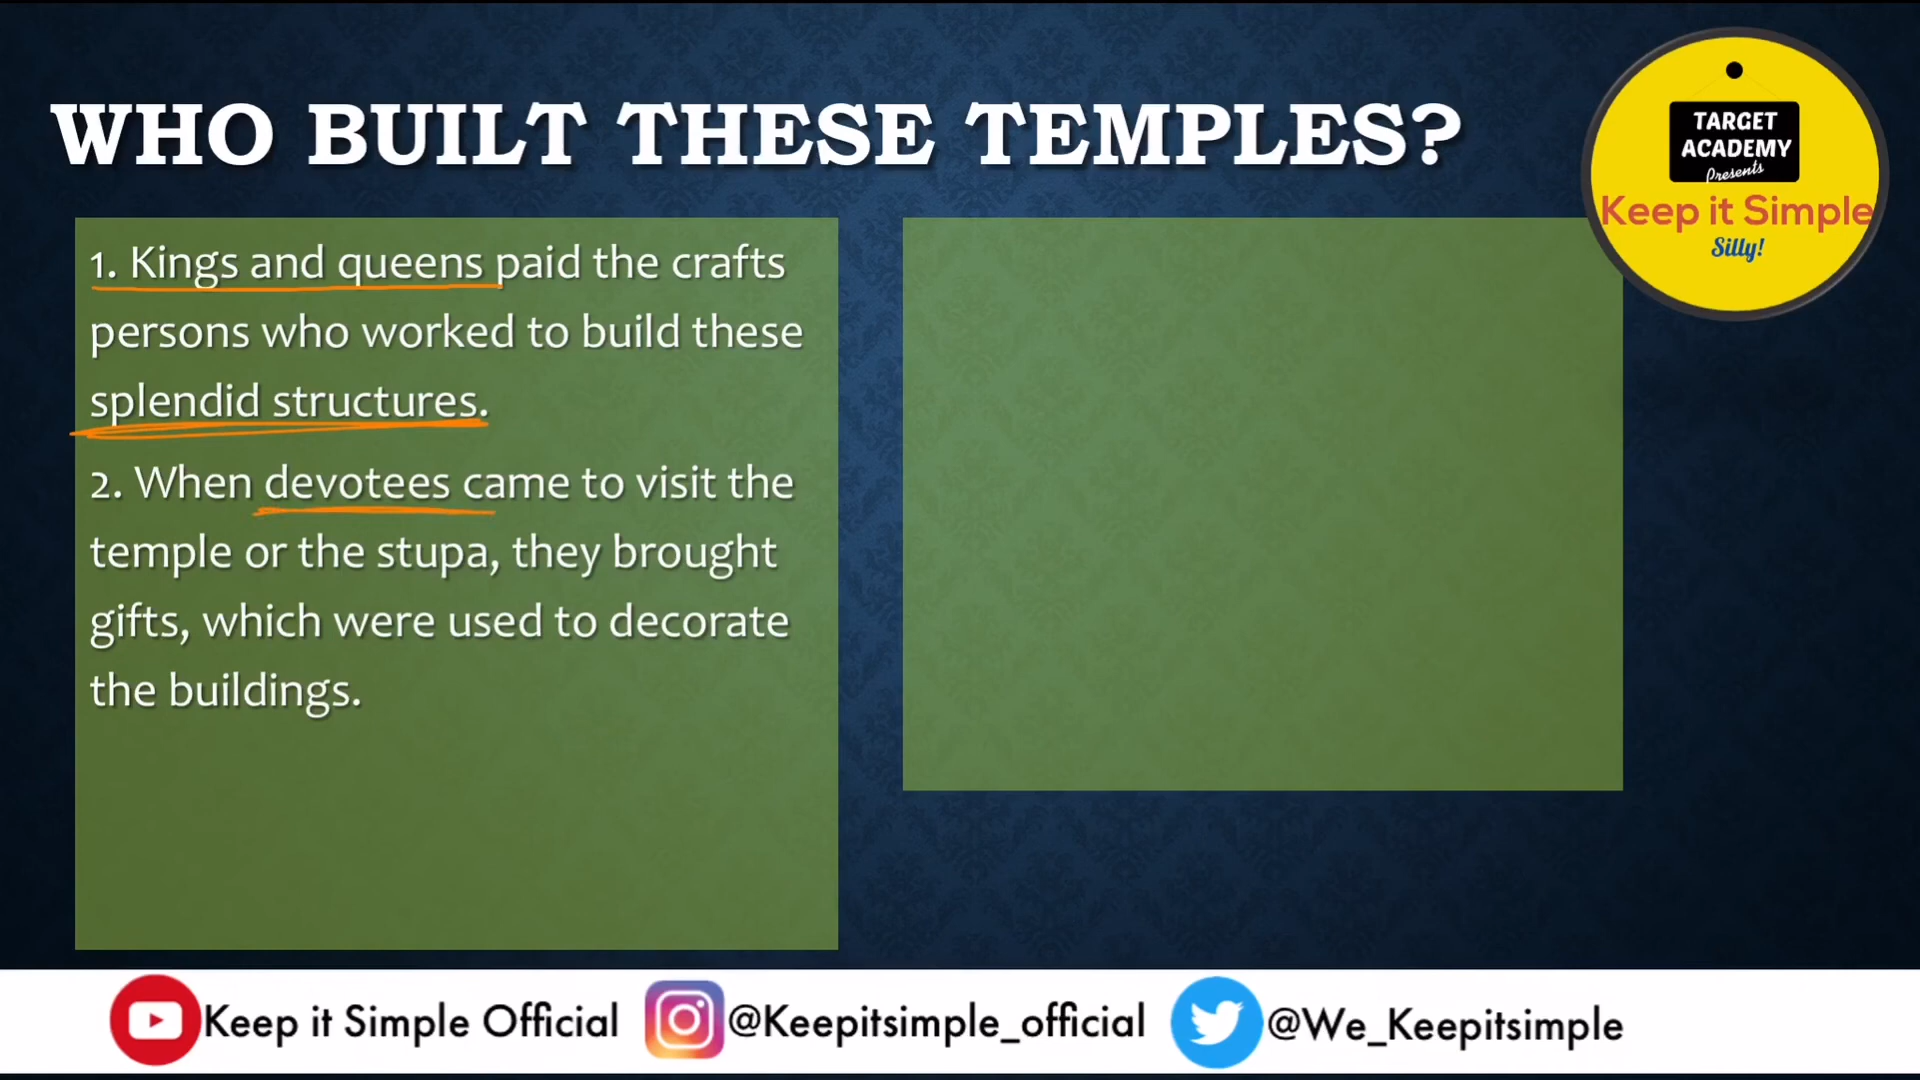 WHO BUILT THESE TEMPLES?
TARGET
ACADEMY
Presents
Keep it Simple
Silly!
1. Kings and queens paid the crafts
persons who worked to build these
splendid structures.
2. When devotees came to visit the
temple or the stupa, they brought
gifts, which were used to decorate
the buildings.
Keep it Simple Official @Keepitsimple_official @We_Keepitsimple